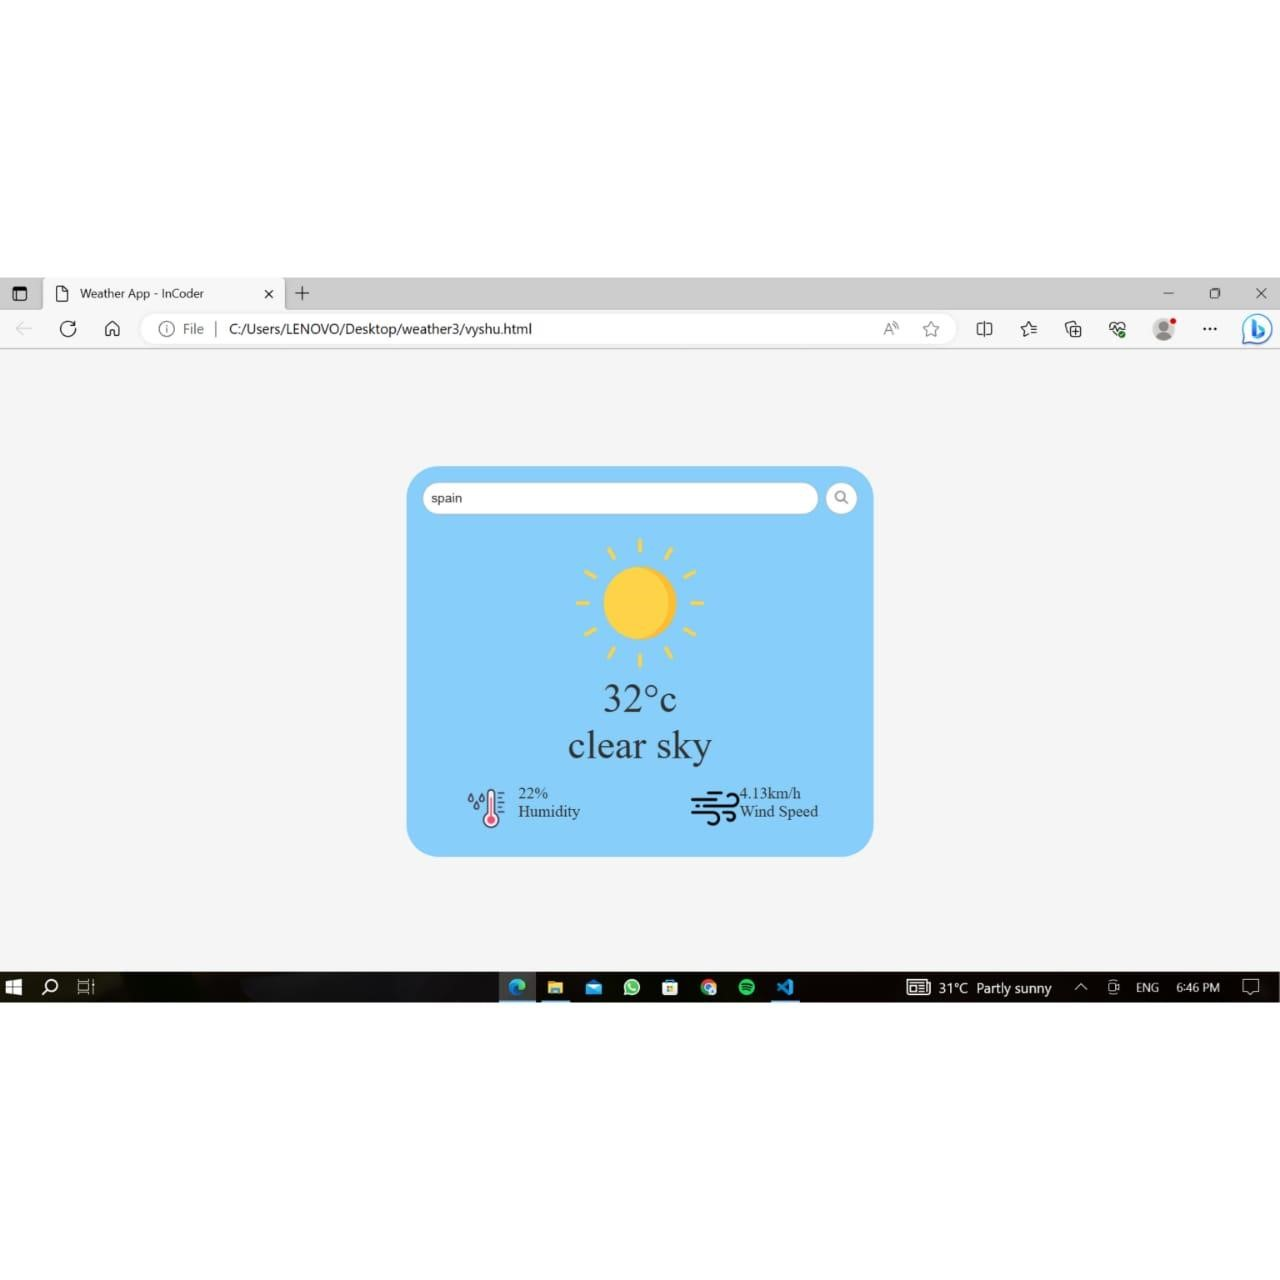 Weather App - InCoder
File | C:/Users/LENOVO/Desktop/weather3/vyshu.html
spain
32°c
clear sky
22%
Humidity
4.13km/h
Wind Speed
31°C Partly sunny
ENG
6:46 PM